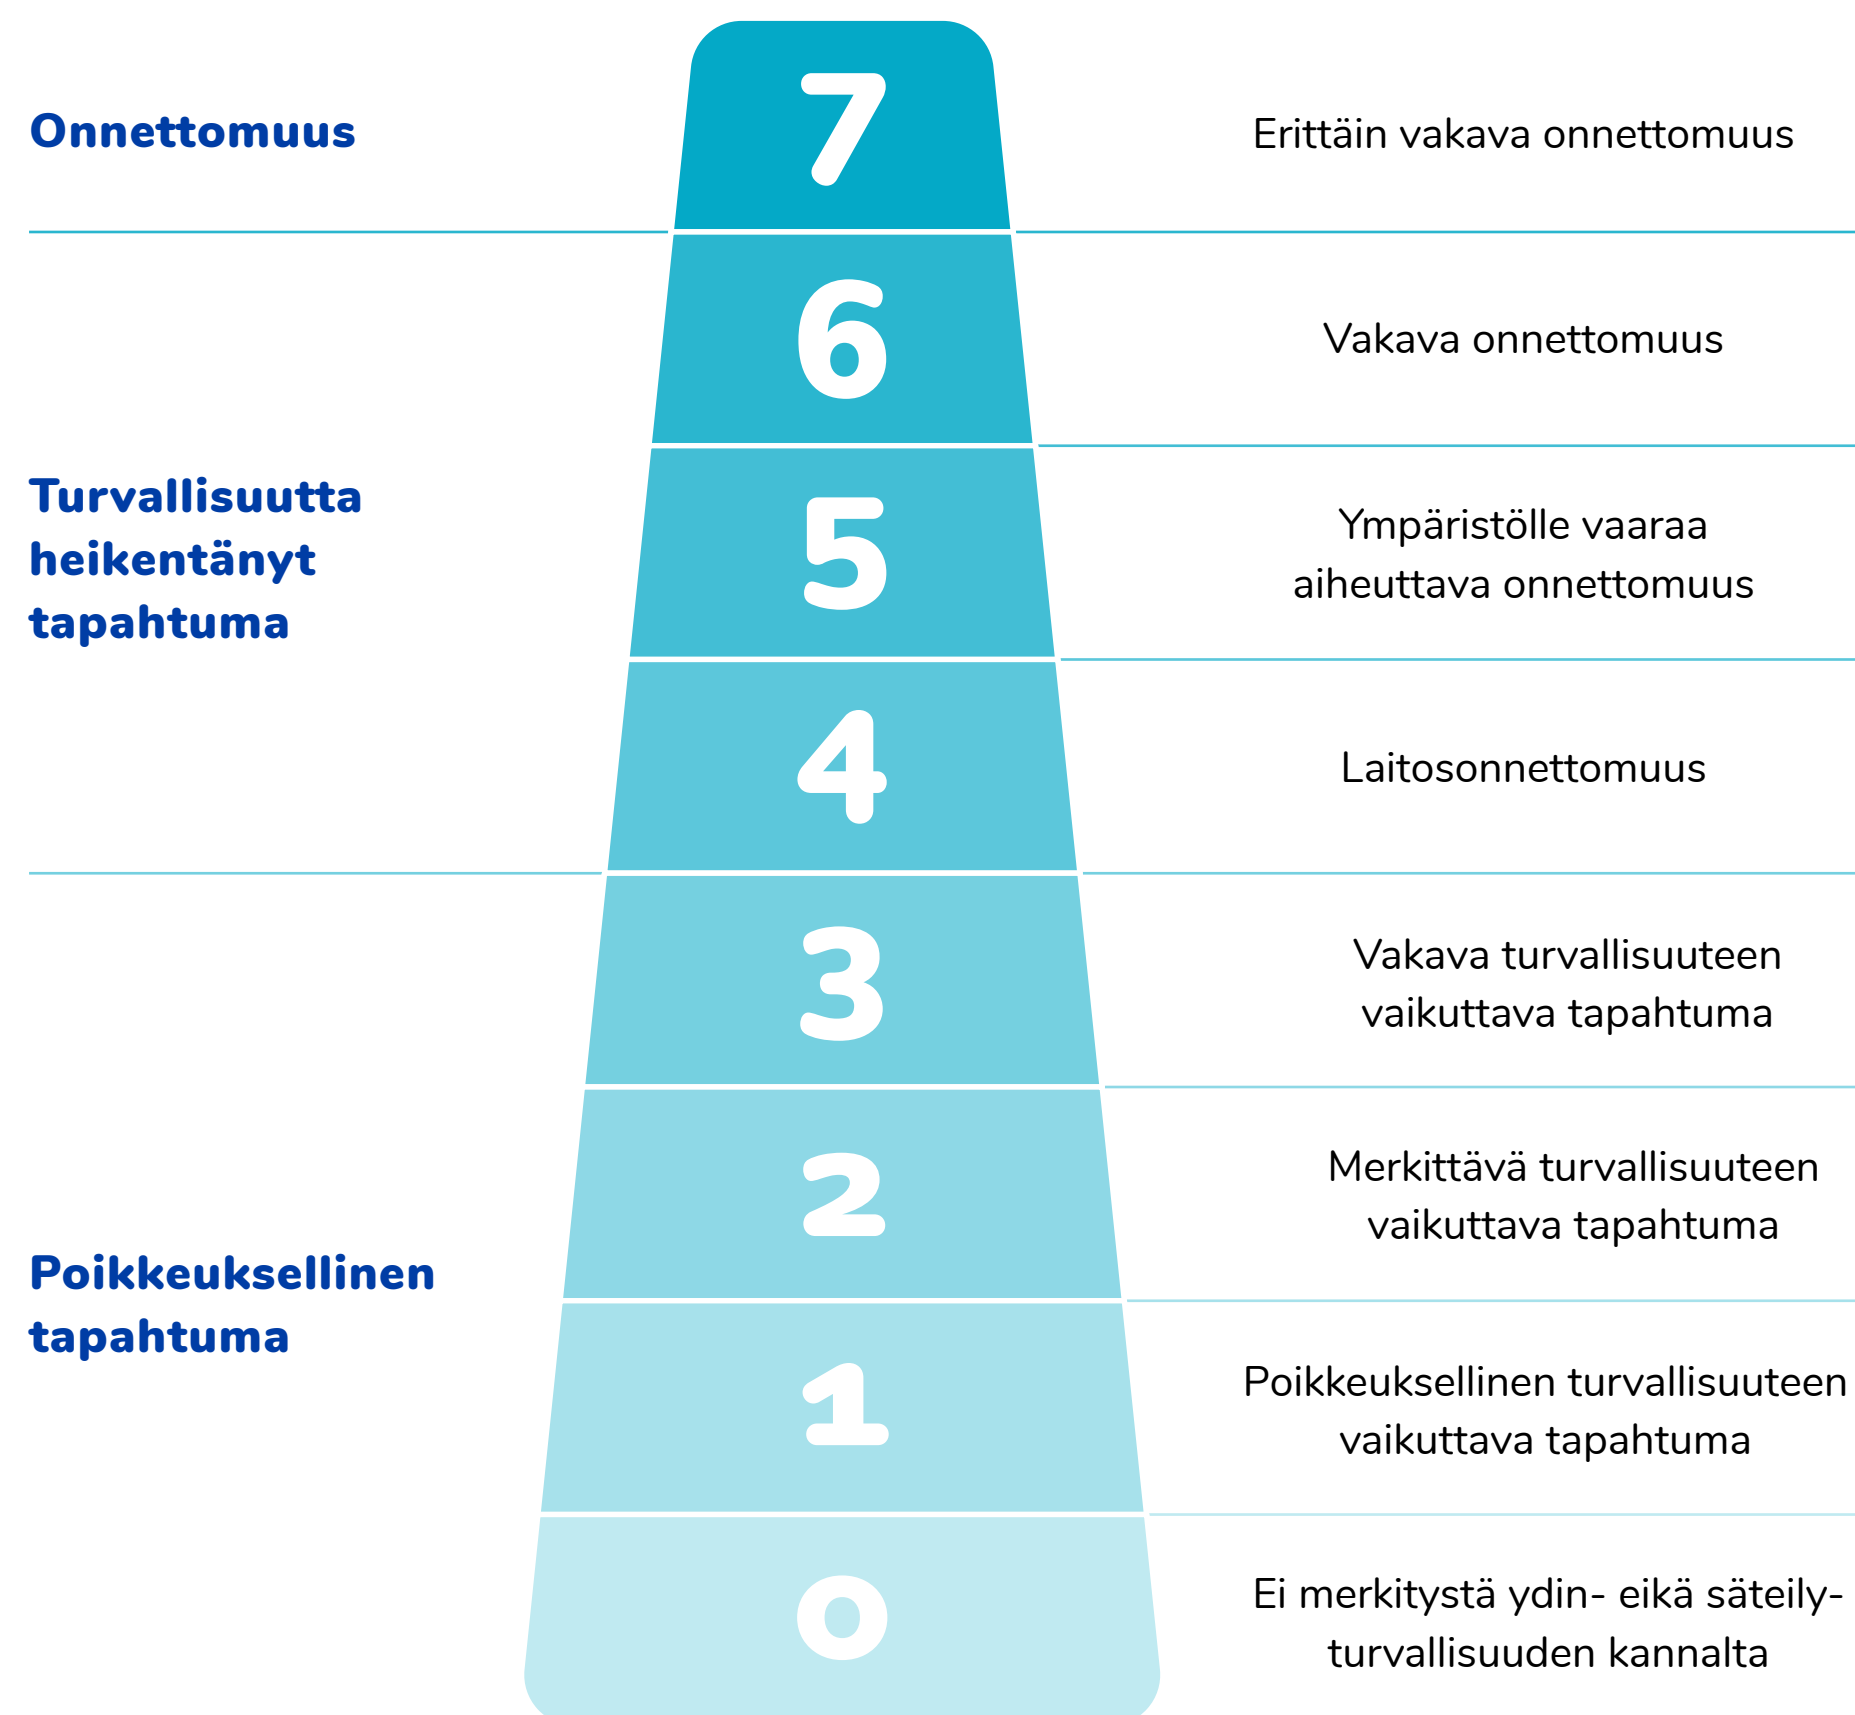 Onnettomuus
7
Erittäin vakava onnettomuus
6
Vakava onnettomuus
Turvallisuutta
heikentänyt
tapahtuma
5
Ympäristölle vaaraa
aiheuttava onnettomuus
4
Laitosonnettomuus
3
Vakava turvallisuuteen
vaikuttava tapahtuma
2
Merkittävä turvallisuuteen
vaikuttava tapahtuma
Poikkeuksellinen
tapahtuma
1
Poikkeuksellinen turvallisuuteen
vaikuttava tapahtuma
0
Ei merkitystä ydin- eikä säteily-
turvallisuuden kannalta